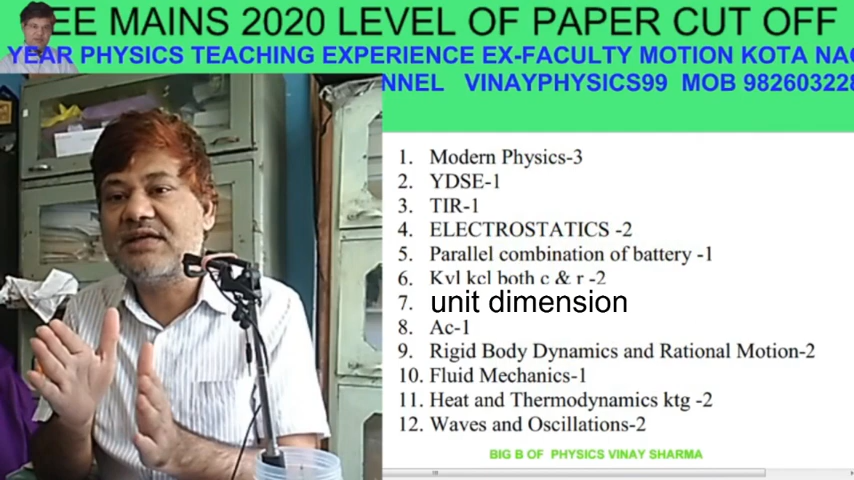 EE MAINS 2020 LEVEL OF PAPER CUT OFF
YEAR PHYSICS TEACHING EXPERIENCE EX-FACULTY MOTION KOTA NAG
NNEL VINAYPHYSICS99 MOB 982603228
1. Modern Physics-3
2. YDSE-1
3. TIR-1
4. ELECTROSTATICS -2
5. Parallel combination of battery -1
6. Kvl kcl both c & r -2
7. unit dimension
8. Ac-1
9. Rigid Body Dynamics and Rational Motion-2
10. Fluid Mechanics-1
11. Heat and Thermodynamics ktg -2
12. Waves and Oscillations-2
BIG B OF PHYSICS VINAY SHARMA